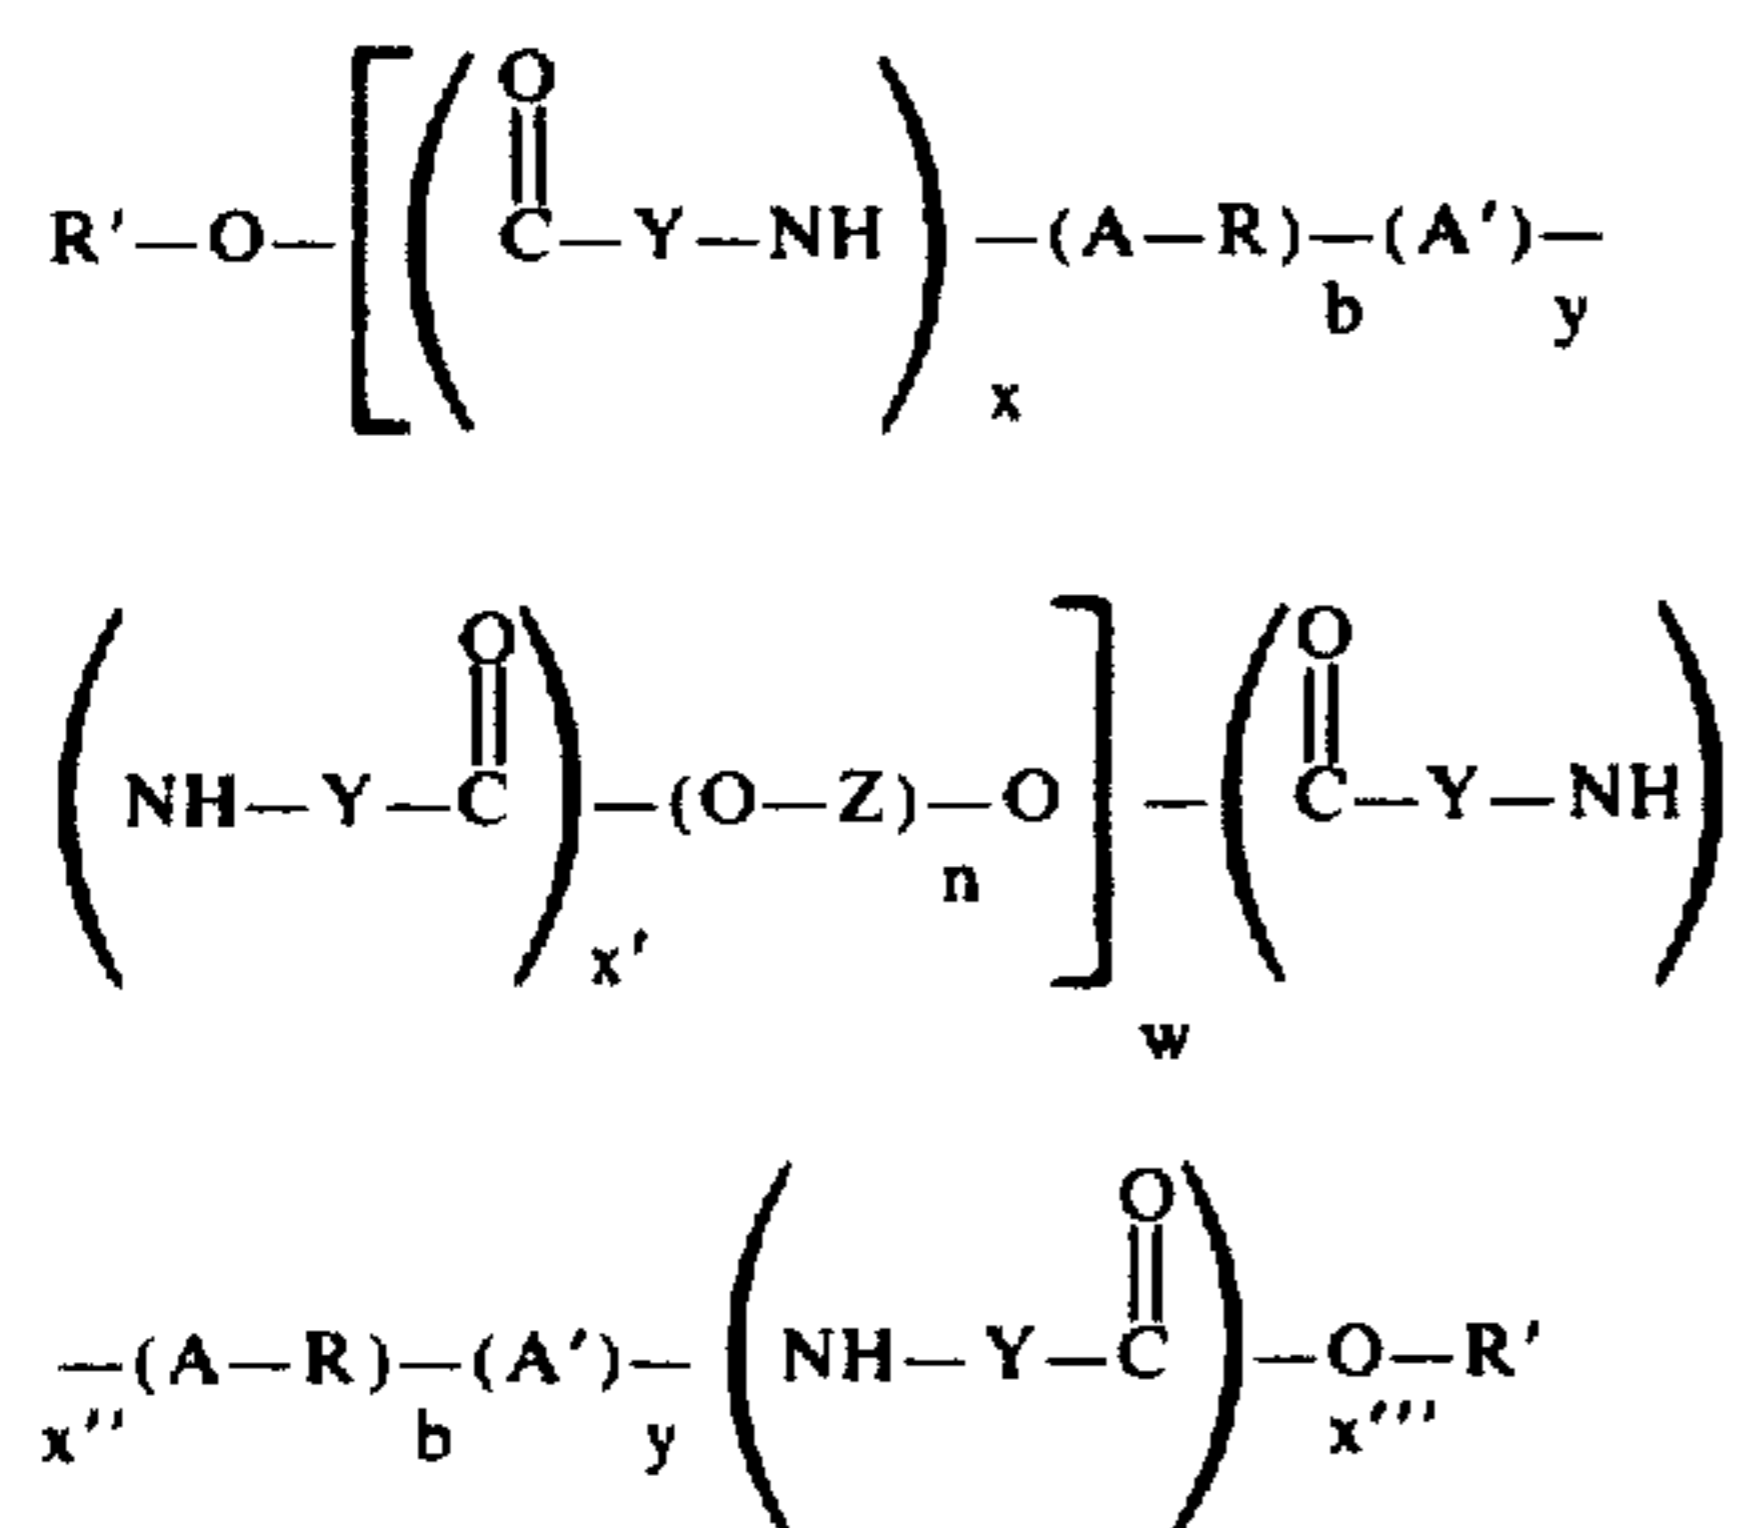 O
R'—O—[(C—Y—NH)—(A—R)—(A')—
b y
x
O O
(NH—Y—C)—(O—Z)—O]—(C—Y—NH)
n
x'
w
O
—(A—R)—(A')—(NH—Y—C)—O—R'
x'' b y x'''